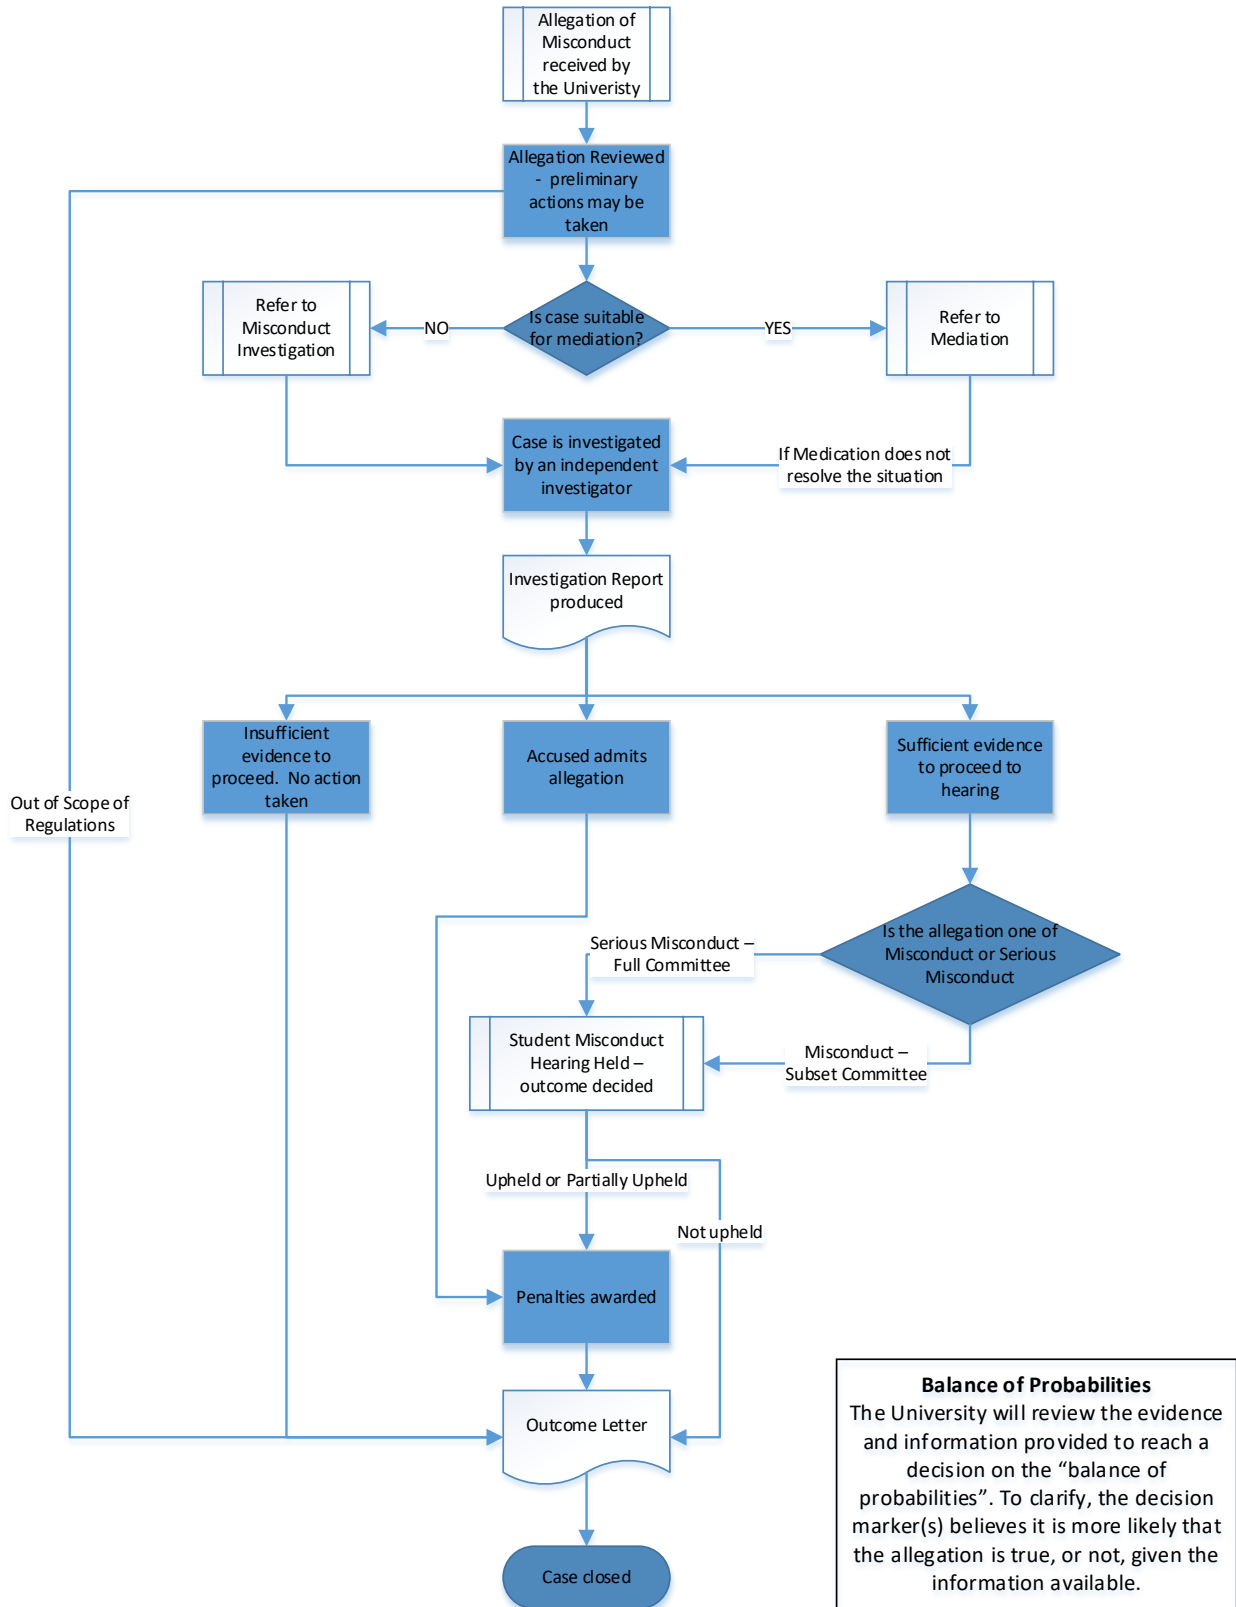 Allegation of
Misconduct
received by
the Univeristy
Allegation Reviewed
- preliminary
actions may be
taken
Refer to
Misconduct
Investigation
NO
Is case suitable
for mediation?
YES
Refer to
Mediation
Case is investigated
by an independent
investigator
If Medication does not
resolve the situation
Investigation Report
produced
Insufficient
evidence to
proceed. No action
taken
Accused admits
allegation
Sufficient evidence
to proceed to
hearing
Out of Scope of
Regulations
Is the allegation one of
Misconduct or Serious
Misconduct
Serious Misconduct –
Full Committee
Student Misconduct
Hearing Held –
outcome decided
Misconduct –
Subset Committee
Upheld or Partially Upheld
Not upheld
Penalties awarded
Outcome Letter
Case closed
Balance of Probabilities
The University will review the evidence
and information provided to reach a
decision on the “balance of
probabilities”. To clarify, the decision
marker(s) believes it is more likely that
the allegation is true, or not, given the
information available.